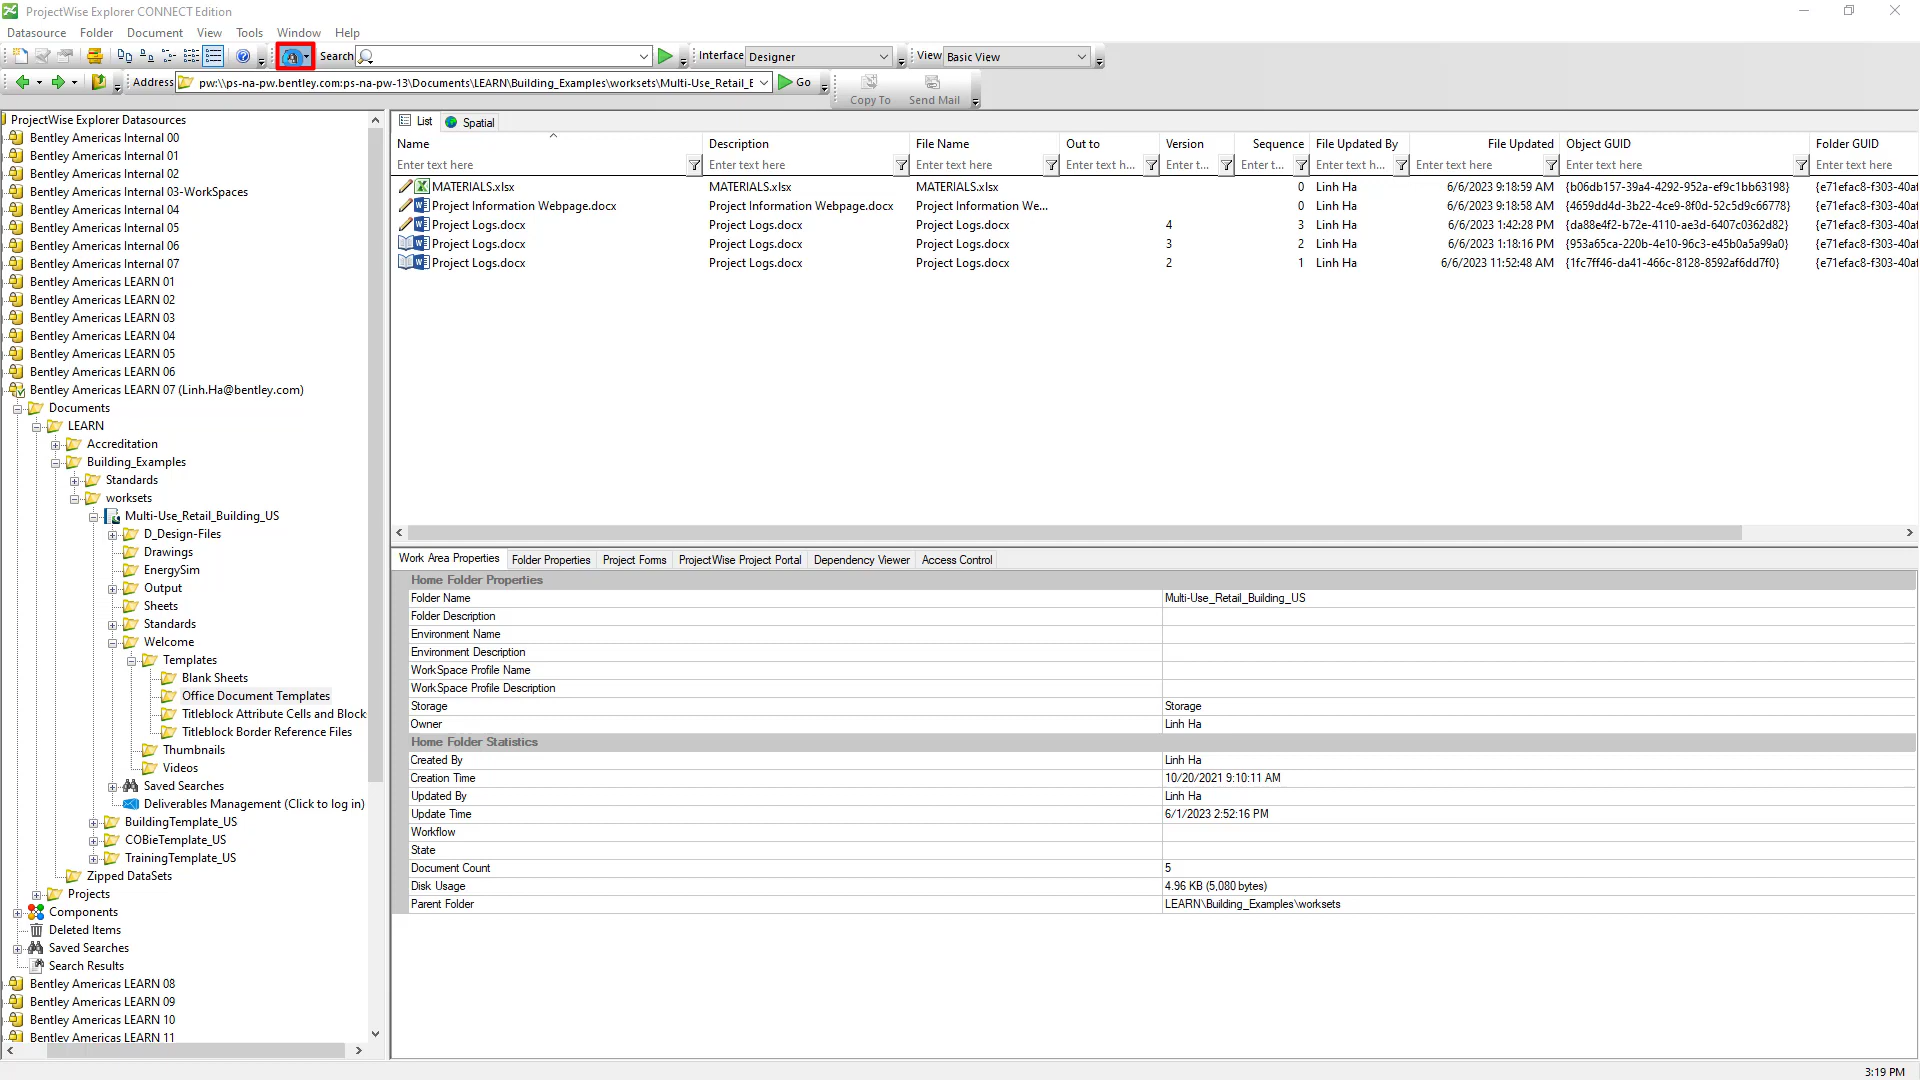 ProjectWise Explorer CONNECT Edition
Datasource Folder Document View Tools Window Help
Search Interface Designer View Basic View
Address pw:\\ps-na-pw.bentley.com:ps-na-pw-13\Documents\LEARN\Building_Examples\worksets\Multi-Use_Retail_E Go Copy To Send Mail
ProjectWise Explorer Datasources
Bentley Americas Internal 00
Bentley Americas Internal 01
Bentley Americas Internal 02
Bentley Americas Internal 03-WorkSpaces
Bentley Americas Internal 04
Bentley Americas Internal 05
Bentley Americas Internal 06
Bentley Americas Internal 07
Bentley Americas LEARN 01
Bentley Americas LEARN 02
Bentley Americas LEARN 03
Bentley Americas LEARN 04
Bentley Americas LEARN 05
Bentley Americas LEARN 06
Bentley Americas LEARN 07 (Linh.Ha@bentley.com)
Documents
LEARN
Accreditation
Building_Examples
Standards
worksets
Multi-Use_Retail_Building_US
D_Design-Files
Drawings
EnergySim
Output
Sheets
Standards
Welcome
Templates
Blank Sheets
Office Document Templates
Titleblock Attribute Cells and Block
Titleblock Border Reference Files
Thumbnails
Videos
Saved Searches
Deliverables Management (Click to log in)
BuildingTemplate_US
COBieTemplate_US
TrainingTemplate_US
Zipped DataSets
Projects
Components
Deleted Items
Saved Searches
Search Results
Bentley Americas LEARN 08
Bentley Americas LEARN 09
Bentley Americas LEARN 10
Bentley Americas LEARN 11
List Spatial
Name Description File Name Out to Version Sequence File Updated By File Updated Object GUID Folder GUID
Enter text here Enter text here Enter text here Enter text h... Enter t... Enter t... Enter text h... Enter text here Enter text here Enter text here
MATERIALS.xlsx MATERIALS.xlsx MATERIALS.xlsx 0 Linh Ha 6/6/2023 9:18:59 AM {b06db157-39a4-4292-952a-ef9c1bb63198} {e71efac8-f303-40af
Project Information Webpage.docx Project Information Webpage.docx Project Information We... 0 Linh Ha 6/6/2023 9:18:58 AM {4659dd4d-3b22-4ce9-8f0d-52c5d9c66778} {e71efac8-f303-40af
Project Logs.docx Project Logs.docx Project Logs.docx 4 3 Linh Ha 6/6/2023 1:42:28 PM {da88e4f2-b72e-4110-ae3d-6407c0362d82} {e71efac8-f303-40af
Project Logs.docx Project Logs.docx Project Logs.docx 3 2 Linh Ha 6/6/2023 1:18:16 PM {953a65ca-220b-4e10-96c3-e45b0a5a99a0} {e71efac8-f303-40af
Project Logs.docx Project Logs.docx Project Logs.docx 2 1 Linh Ha 6/6/2023 11:52:48 AM {1fc7ff46-da41-466c-8128-8592af6dd7f0} {e71efac8-f303-40af
Work Area Properties Folder Properties Project Forms ProjectWise Project Portal Dependency Viewer Access Control
Home Folder Properties
Folder Name Multi-Use_Retail_Building_US
Folder Description
Environment Name
Environment Description
WorkSpace Profile Name
WorkSpace Profile Description
Storage Storage
Owner Linh Ha
Home Folder Statistics
Created By Linh Ha
Creation Time 10/20/2021 9:10:11 AM
Updated By Linh Ha
Update Time 6/1/2023 2:52:16 PM
Workflow
State
Document Count 5
Disk Usage 4.96 KB (5,080 bytes)
Parent Folder LEARN\Building_Examples\worksets
3:19 PM